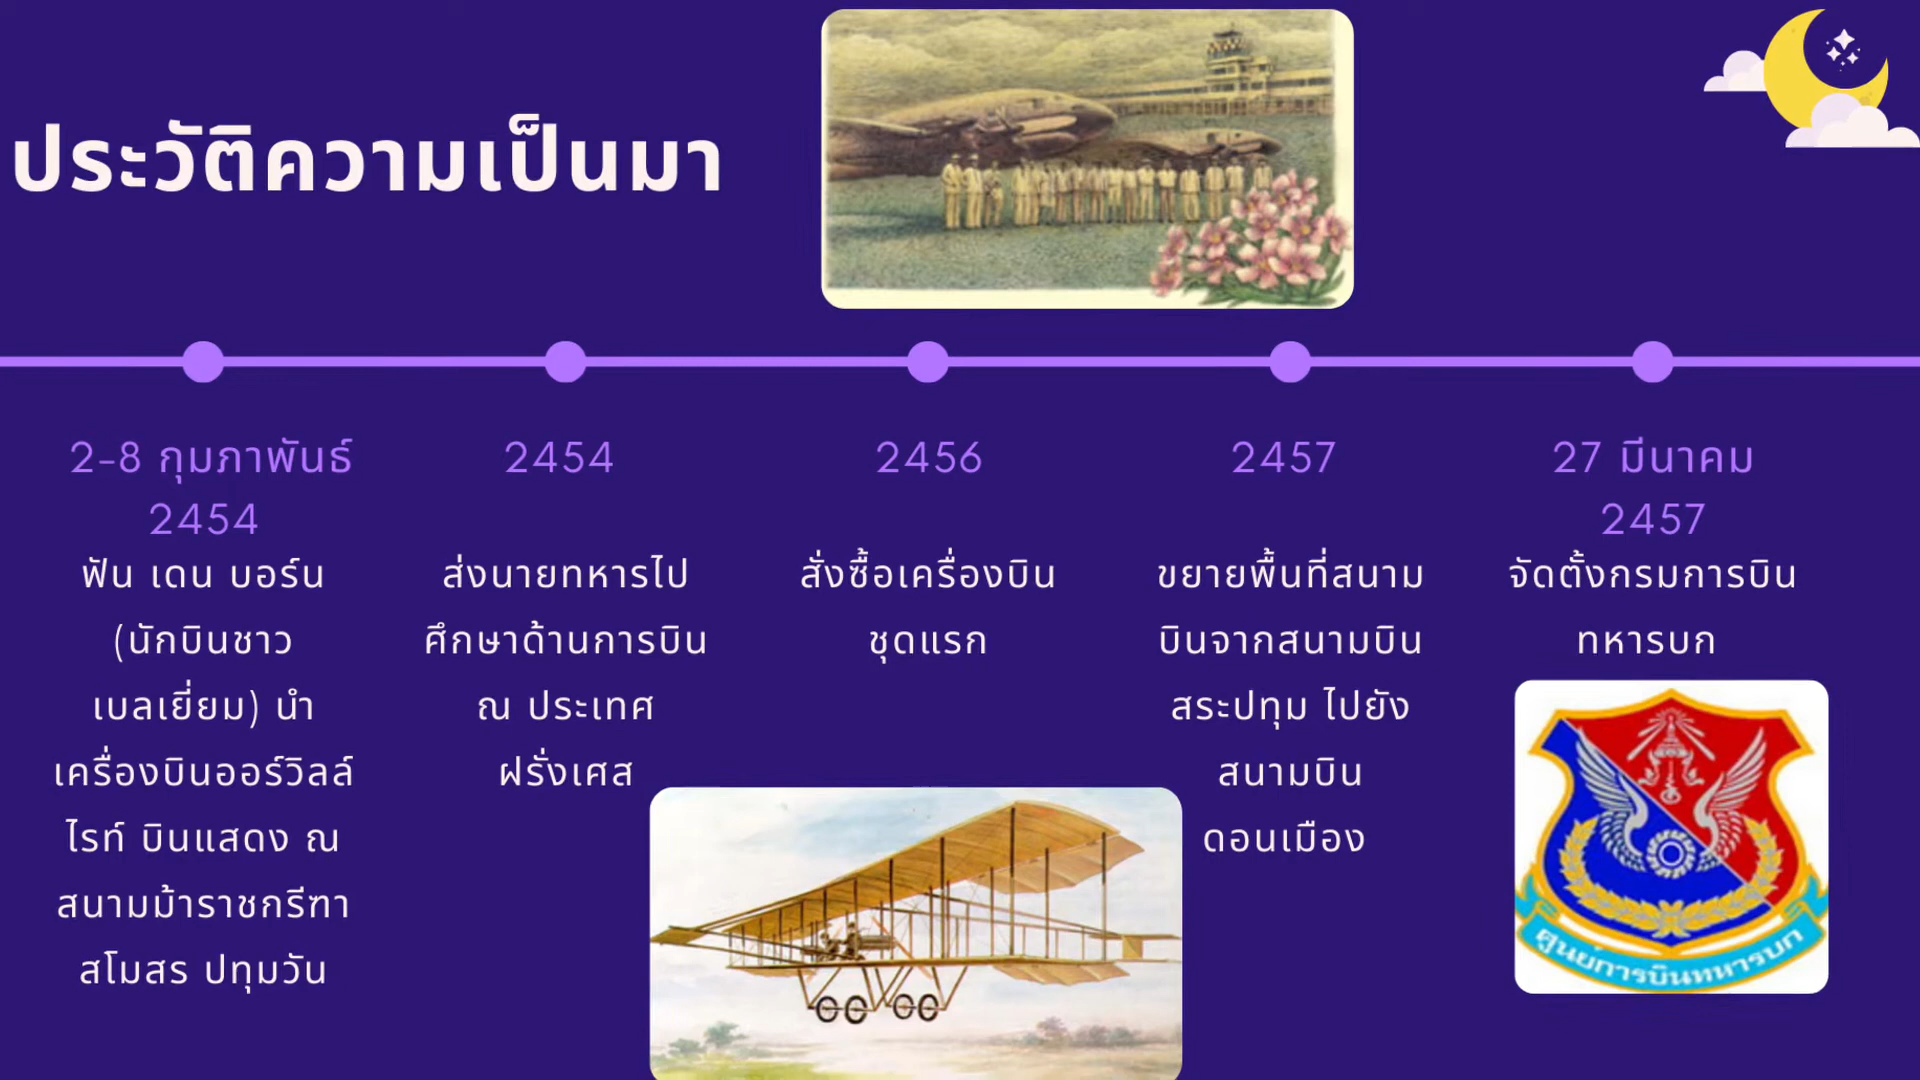 ประวัติความเป็นมา
2-8 กุมภาพันธ์
2454
ฟัน เดน บอร์น
(นักบินชาว
เบลเยี่ยม) นำ
เครื่องบินออร์วิลล์
ไรท์ บินแสดง ณ
สนามม้าราชกรีฑา
สโมสร ปทุมวัน
2454
ส่งนายทหารไป
ศึกษาด้านการบิน
ณ ประเทศ
ฝรั่งเศส
2456
สั่งซื้อเครื่องบิน
ชุดแรก
2457
ขยายพื้นที่สนาม
บินจากสนามบิน
สระปทุม ไปยัง
สนามบิน
ดอนเมือง
27 มีนาคม
2457
จัดตั้งกรมการบิน
ทหารบก
ศูนย์การบินทหารบก